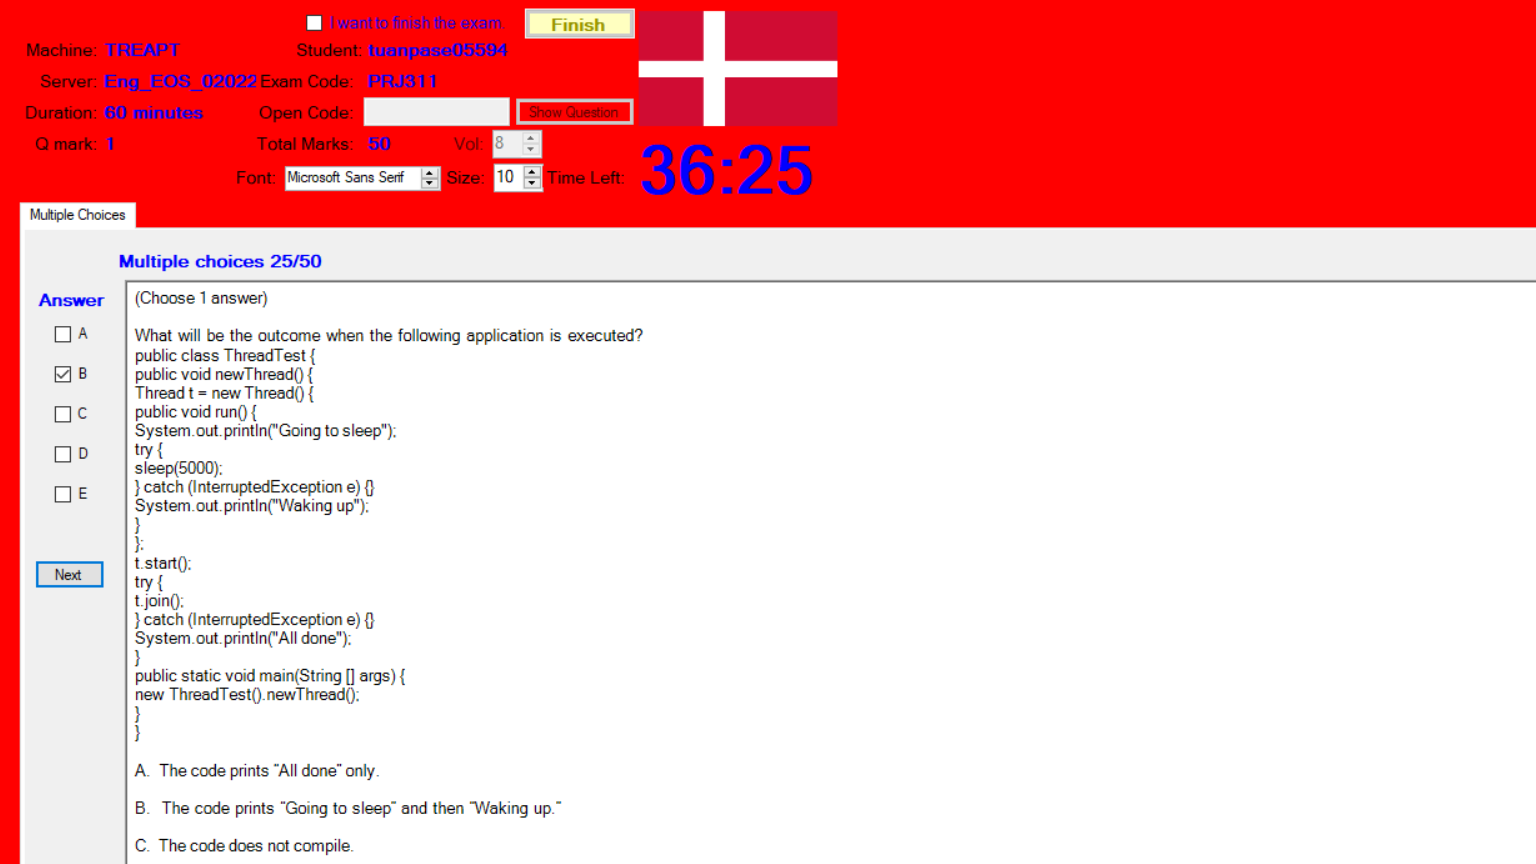 I want to finish the exam.
Finish
Machine: TREAPT
Student: tuanpase05594
Server: Eng_EOS_02022
Exam Code: PRJ311
Duration: 60 minutes
Open Code:
Show Question
Q mark: 1
Total Marks: 50
Vol: 8
Font: Microsoft Sans Serif
Size: 10
Time Left: 36:25
Multiple Choices
Multiple choices 25/50
Answer
A
B
C
D
E
Next
(Choose 1 answer)
What will be the outcome when the following application is executed?
public class ThreadTest {
public void newThread() {
Thread t = new Thread() {
public void run() {
System.out.println("Going to sleep");
try {
sleep(5000);
} catch (InterruptedException e) {}
System.out.println("Waking up");
}
};
t.start();
try {
t.join();
} catch (InterruptedException e) {}
System.out.println("All done");
}
public static void main(String [] args) {
new ThreadTest().newThread();
}
}
A. The code prints "All done" only.
B. The code prints "Going to sleep" and then "Waking up."
C. The code does not compile.